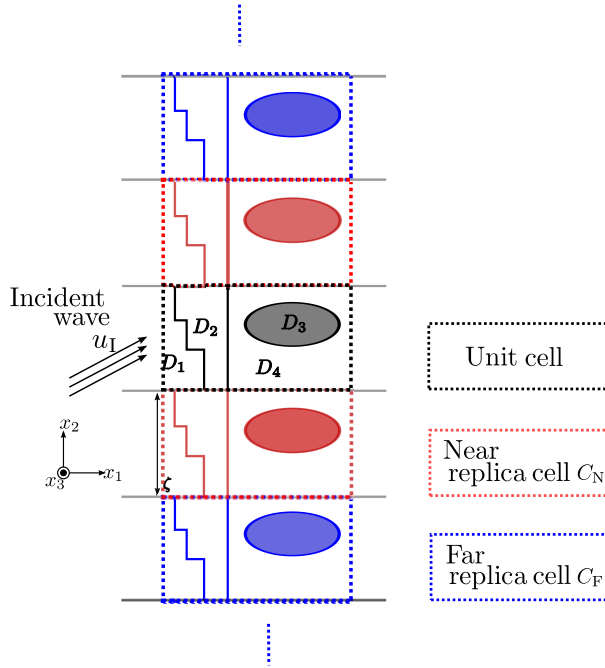 Incident
wave
u_I
D_1
D_2
D_3
D_4
x_2
x_3
x_1
ζ
Unit cell
Near
replica cell C_N
Far
replica cell C_F